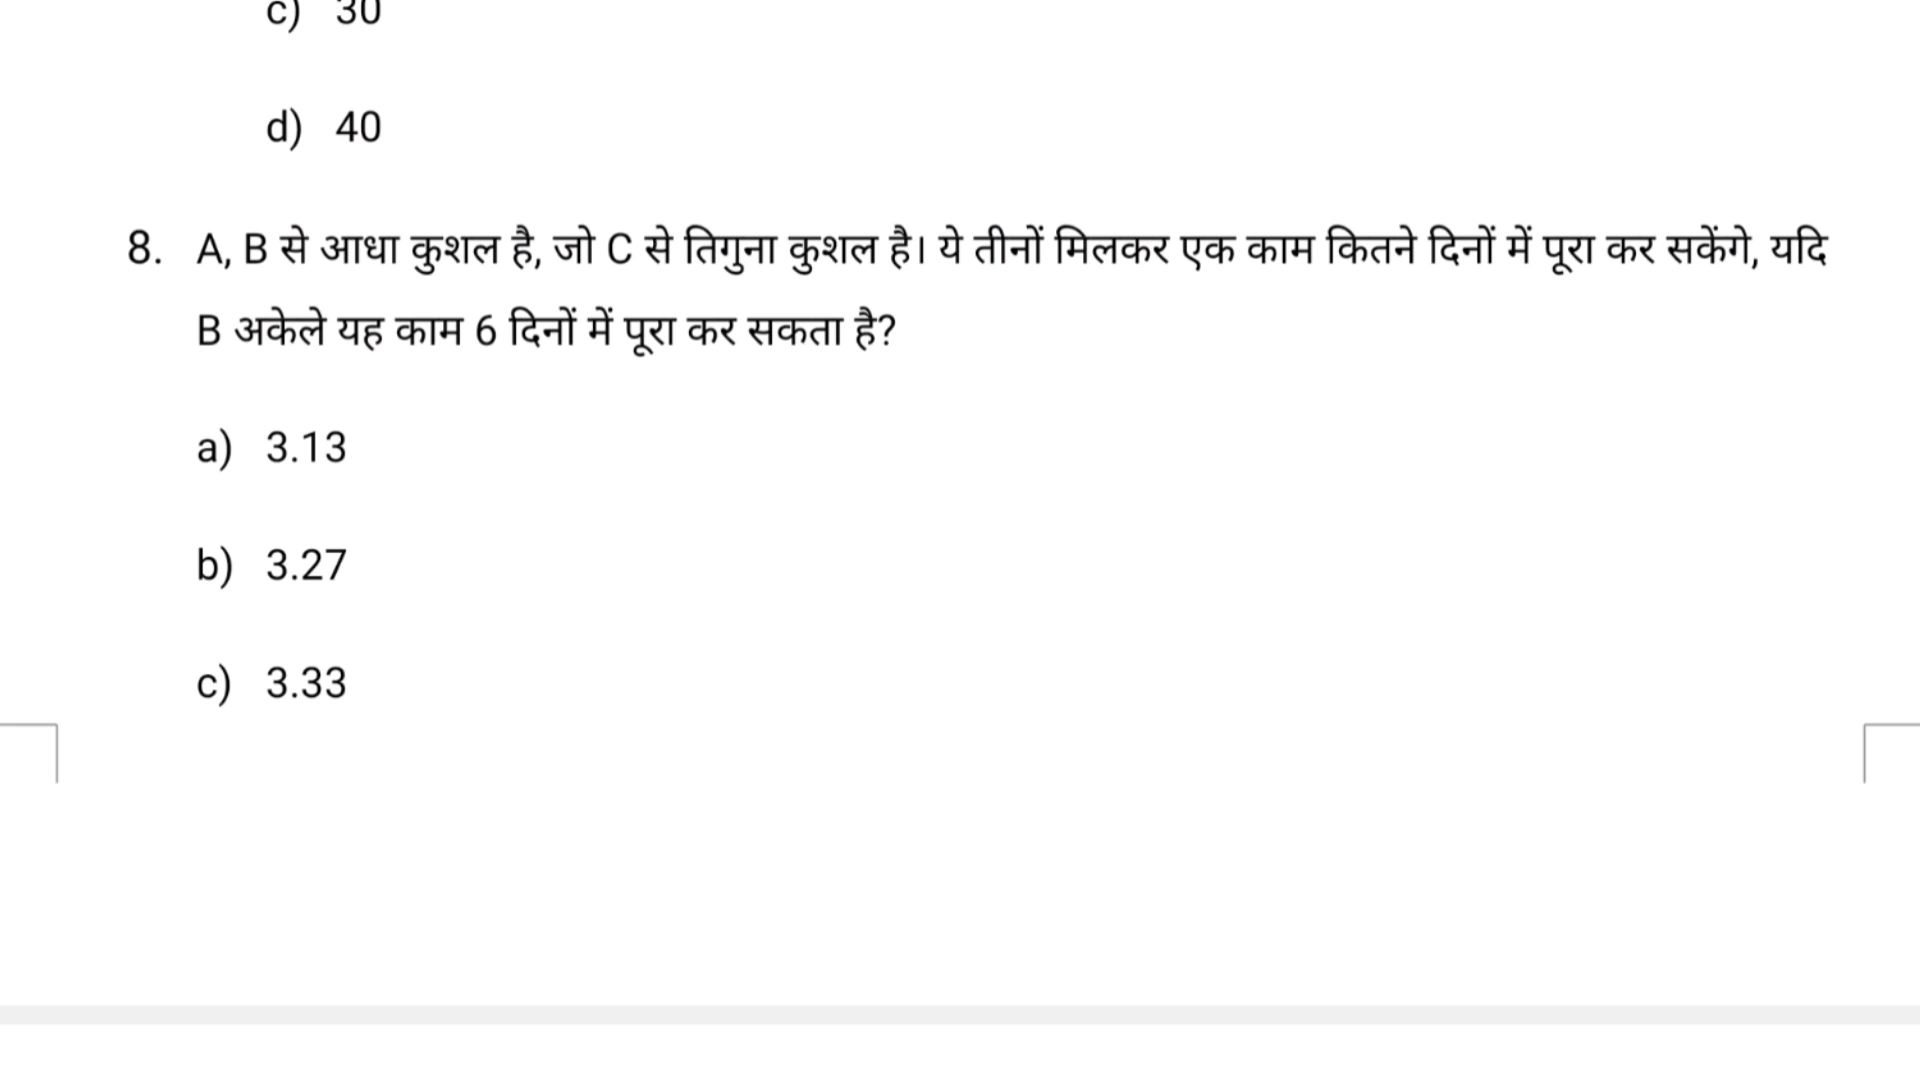 c) 30
d) 40
8. A, B से आधा कुशल है, जो C से तिगुना कुशल है। ये तीनों मिलकर एक काम कितने दिनों में पूरा कर सकेंगे, यदि
B अकेले यह काम 6 दिनों में पूरा कर सकता है?
a) 3.13
b) 3.27
c) 3.33